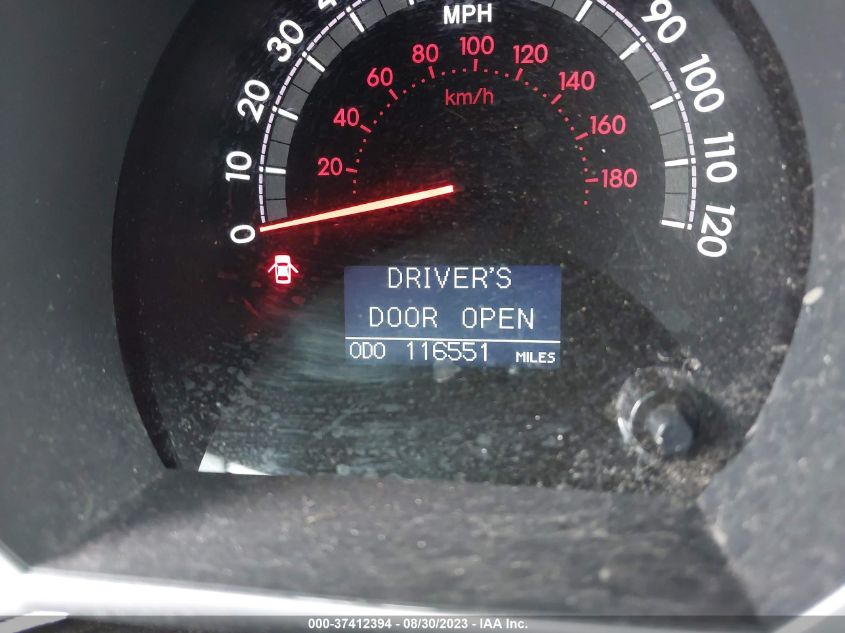 MPH
0 10 20 30 90 100 110 120
km/h
20 40 60 80 100 120 140 160 180
DRIVER'S
DOOR OPEN
ODO 116551 MILES
000-37412394 - 08/30/2023 - IAA Inc.